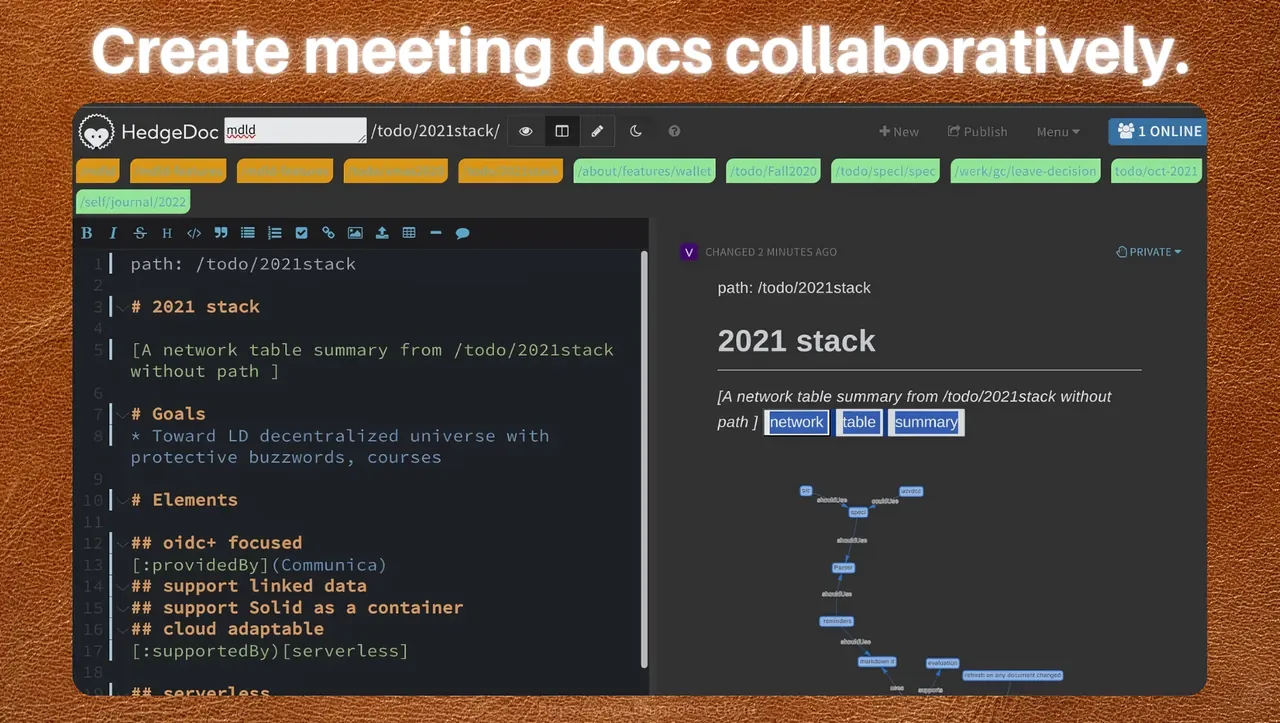 Create meeting docs collaboratively.
HedgeDoc mdld /todo/2021stack/ New Publish Menu 1 ONLINE
/about/features/wallet /todo/Fall2020 /todo/specl/spec /werk/gc/leave-decision todo/oct-2021
/self/journal/2022
B I S H </>
CHANGED 2 MINUTES AGO PRIVATE
1 path: /todo/2021stack
2
3 # 2021 stack
4
5 [A network table summary from /todo/2021stack
without path ]
6
7 # Goals
8 * Toward LD decentralized universe with
protective buzzwords, courses
9
10 # Elements
11
12 ## oidc+ focused
13 [:providedBy](Communica)
14 ## support linked data
15 ## support Solid as a container
16 ## cloud adaptable
17 [:supportedBy)[serverless]
18
19 ## serverless
V
path: /todo/2021stack
2021 stack
[A network table summary from /todo/2021stack without
path ] network table summary
shouldUse couldUse
specl
shouldUse
Parser
shouldUse
reminders
shouldUse
markdown it evaluation
refresh on any document changed
uses supports